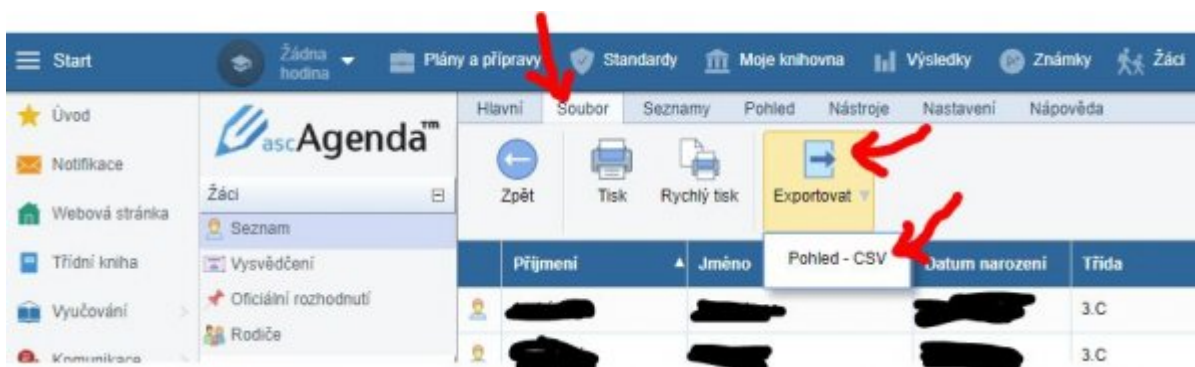 Start
Žádna hodina
Plány a přípravy
Standardy
Moje knihovna
Výsledky
Známky
Žáci
Úvod
Notifikace
Webová stránka
Třídní kniha
Vyučování
Komunikace
ascAgenda™
Žáci
Seznam
Vysvědčení
Oficiální rozhodnutí
Rodiče
Hlavní Soubor Seznamy Pohled Nástroje Nastavení Nápověda
Zpět Tisk Rychlý tisk Exportovat
Pohled - CSV
Příjmení Jméno Datum narození Třída
3.C
3.C